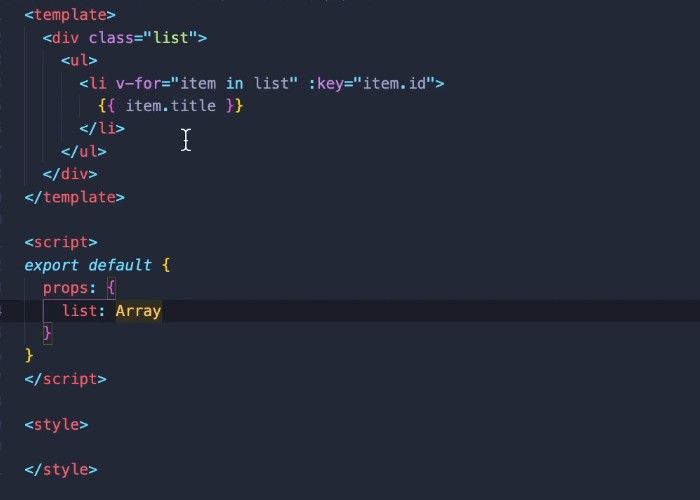 <template>
  <div class="list">
    <ul>
      <li v-for="item in list" :key="item.id">
        {{ item.title }}
      </li>
    </ul>
  </div>
</template>
<script>
export default {
  props: {
    list: Array
  }
}
</script>
<style>
</style>